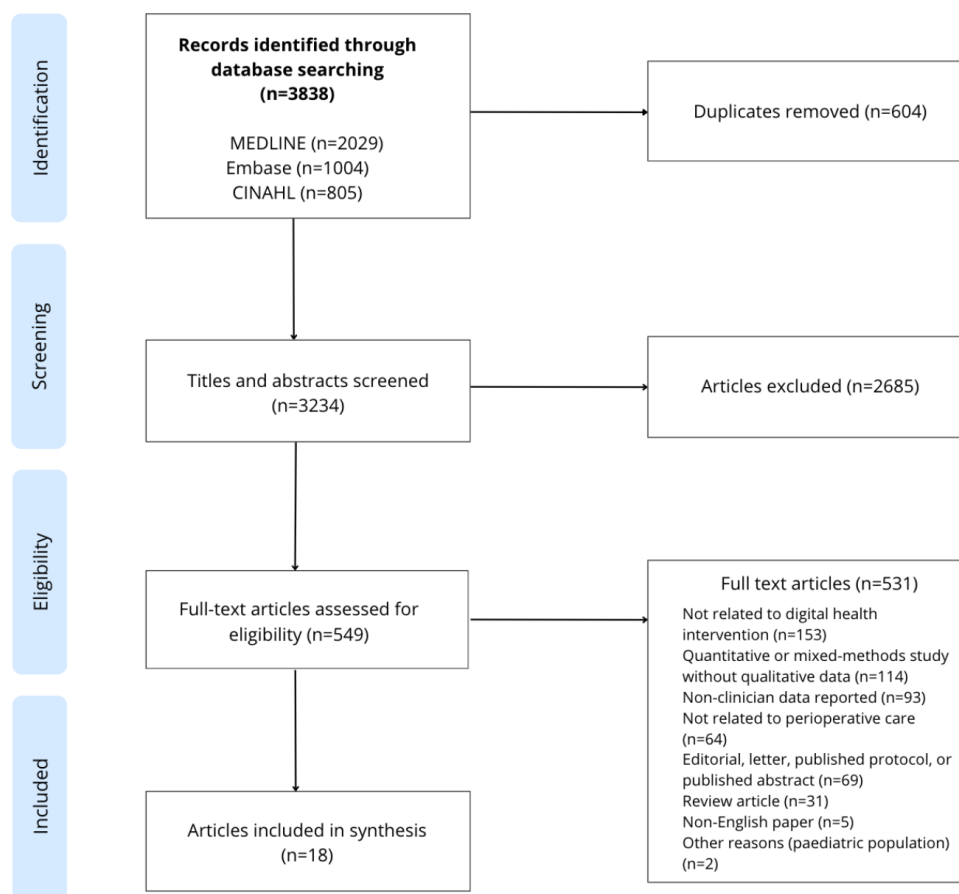 Identification
Records identified through
database searching
(n=3838)
MEDLINE (n=2029)
Embase (n=1004)
CINAHL (n=805)
Duplicates removed (n=604)
Screening
Titles and abstracts screened
(n=3234)
Articles excluded (n=2685)
Eligibility
Full-text articles assessed for
eligibility (n=549)
Full text articles (n=531)
Not related to digital health
intervention (n=153)
Quantitative or mixed-methods study
without qualitative data (n=114)
Non-clinician data reported (n=93)
Not related to perioperative care
(n=64)
Editorial, letter, published protocol, or
published abstract (n=69)
Review article (n=31)
Non-English paper (n=5)
Other reasons (paediatric population)
(n=2)
Included
Articles included in synthesis
(n=18)